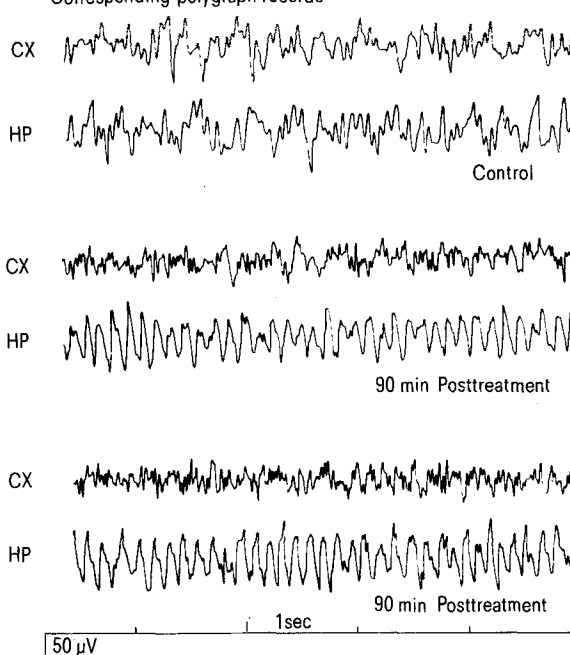 Corresponding polygraph records
CX
HP
Control
CX
HP
90 min Posttreatment
CX
HP
90 min Posttreatment
1sec
50 μV